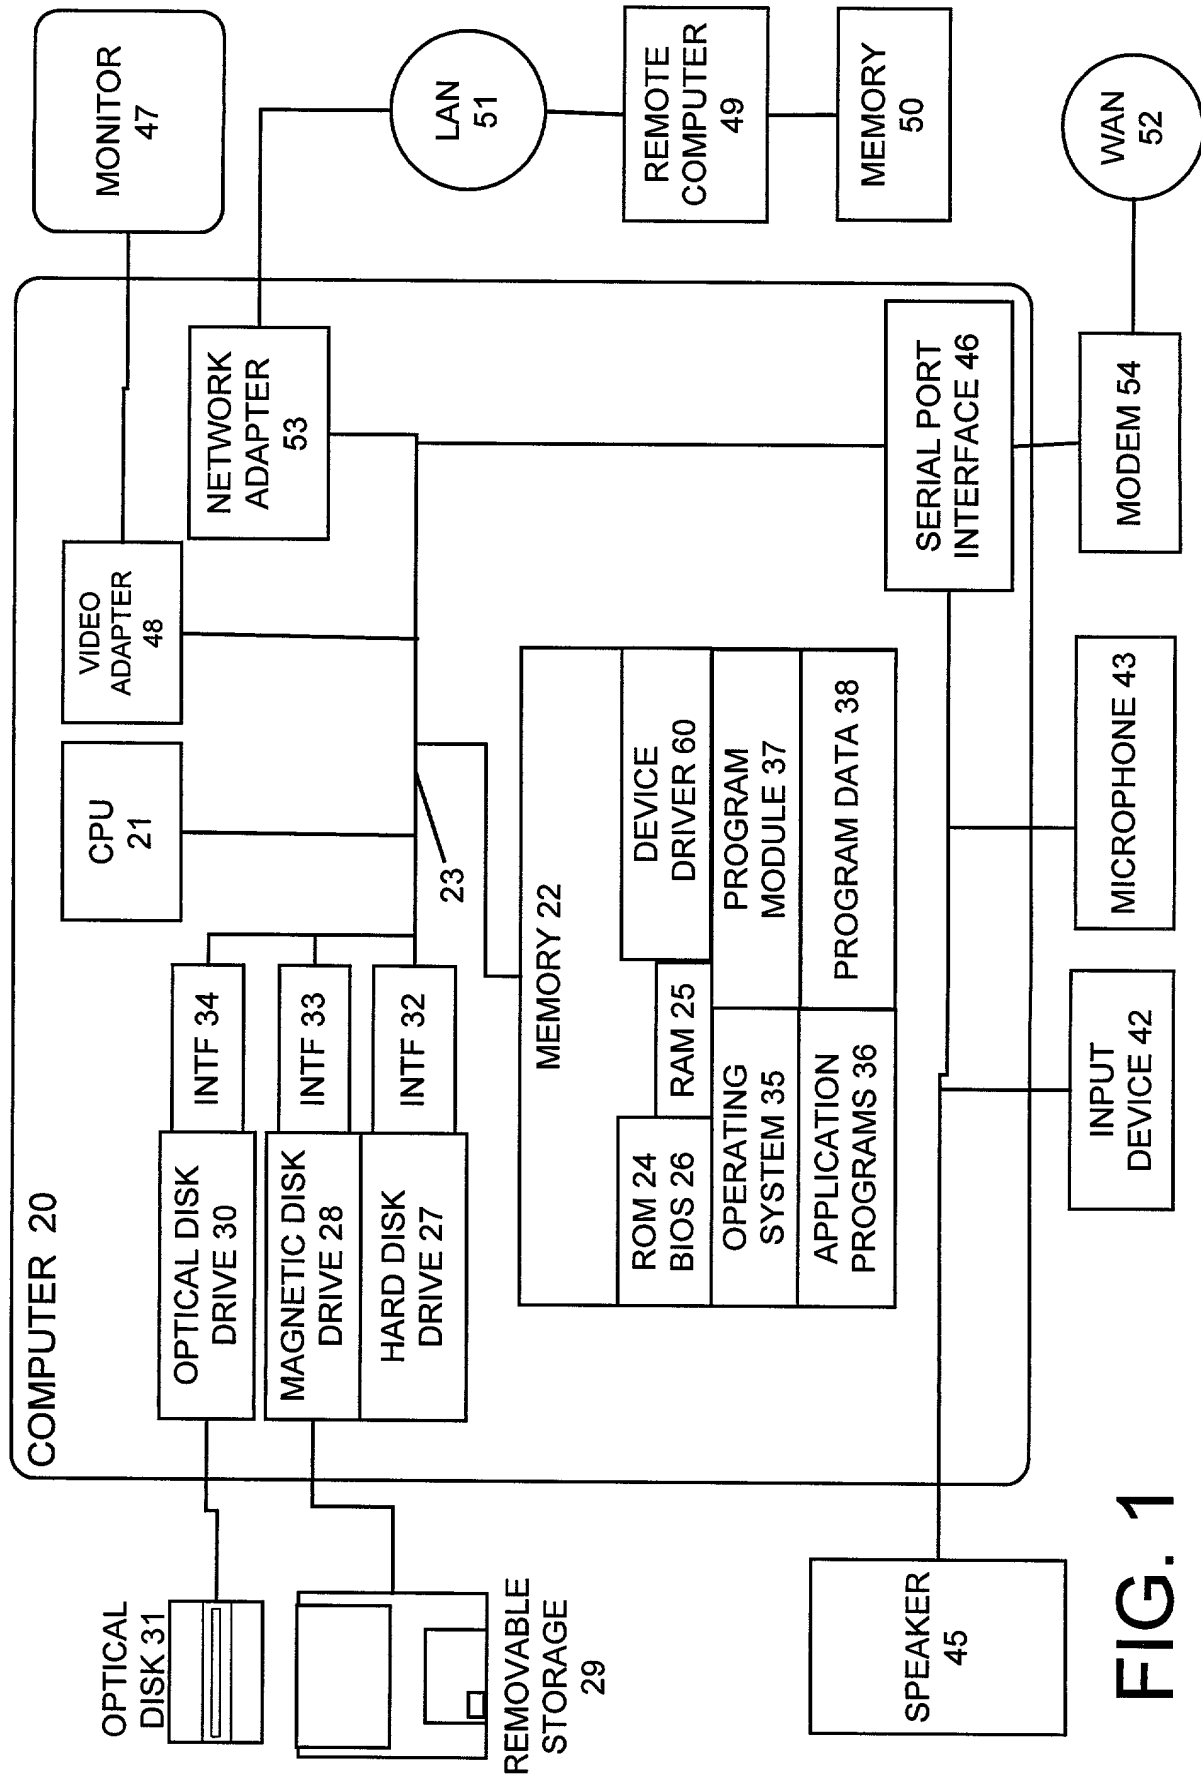 COMPUTER 20
OPTICAL
DISK 31
REMOVABLE
STORAGE
29
OPTICAL DISK
DRIVE 30
MAGNETIC DISK
DRIVE 28
HARD DISK
DRIVE 27
INTF 34
INTF 33
INTF 32
CPU
21
VIDEO
ADAPTER
48
MONITOR
47
NETWORK
ADAPTER
53
LAN
51
REMOTE
COMPUTER
49
MEMORY
50
23
MEMORY 22
ROM 24
BIOS 26
RAM 25
DEVICE
DRIVER 60
OPERATING
SYSTEM 35
PROGRAM
MODULE 37
APPLICATION
PROGRAMS 36
PROGRAM DATA 38
SERIAL PORT
INTERFACE 46
SPEAKER
45
INPUT
DEVICE 42
MICROPHONE 43
MODEM 54
WAN
52
FIG. 1